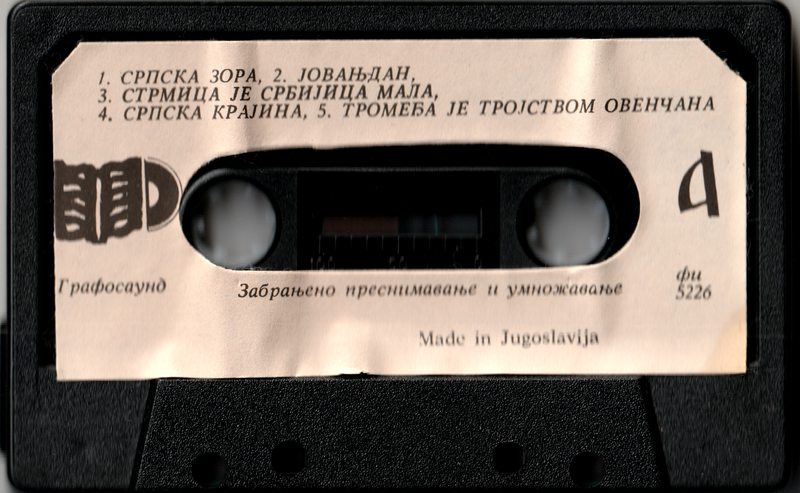 1. СРПСКА ЗОРА, 2. ЈОВАЊДАН,
3. СТРМИЦА ЈЕ СРБИЈИЦА МАЛА,
4. СРПСКА КРАЈИНА, 5. ТРОМЕЂА ЈЕ ТРОЈСТВОМ ОВЕНЧАНА
А
Графосаунд
Забрањено преснимавање и умножавање
фи
5226
Made in Jugoslavija